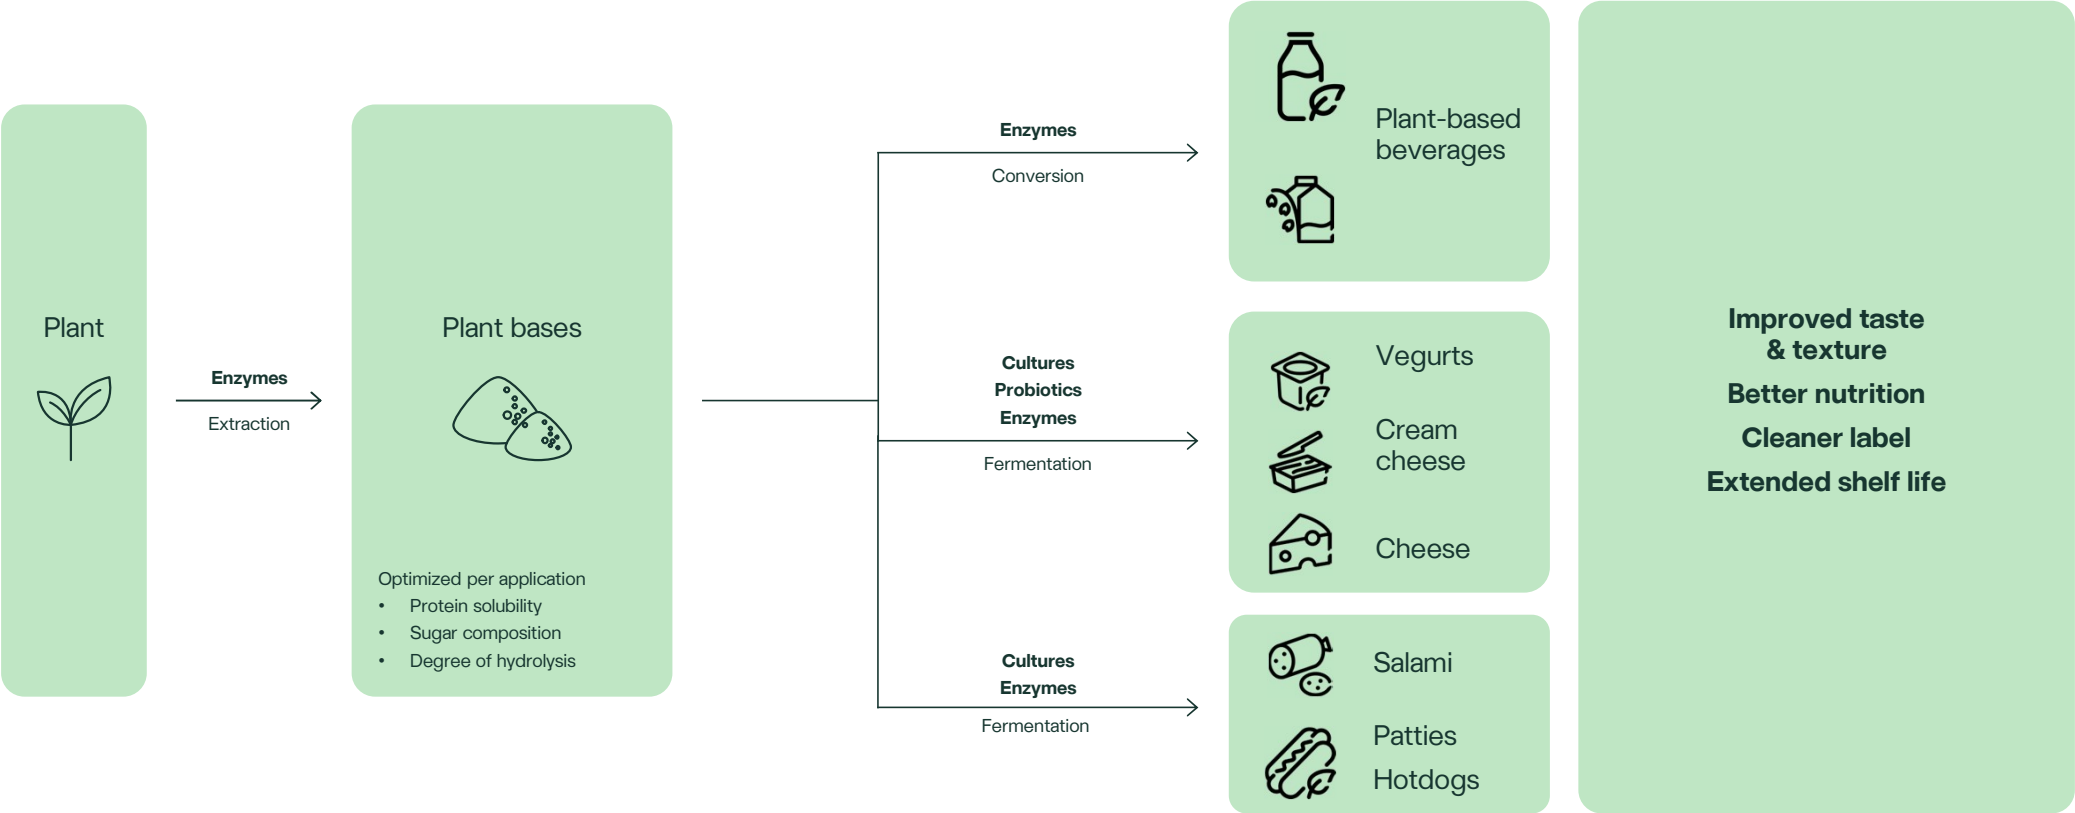 Plant
Enzymes
Extraction
Plant bases
Optimized per application
• Protein solubility
• Sugar composition
• Degree of hydrolysis
Enzymes
Conversion
Cultures
Probiotics
Enzymes
Fermentation
Cultures
Enzymes
Fermentation
Plant-based
beverages
Vegurts
Cream
cheese
Cheese
Salami
Patties
Hotdogs
Improved taste
& texture
Better nutrition
Cleaner label
Extended shelf life